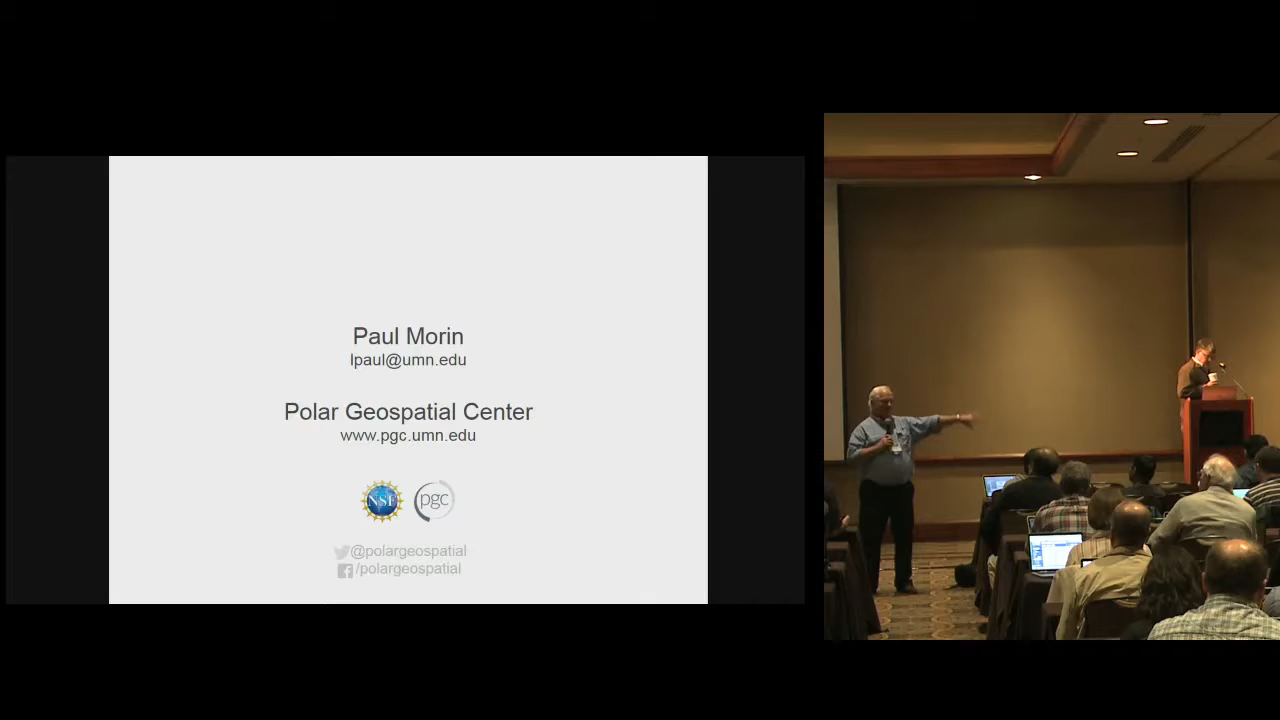 Paul Morin
lpaul@umn.edu
Polar Geospatial Center
www.pgc.umn.edu
NSF
pgc
@polargeospatial
/polargeospatial